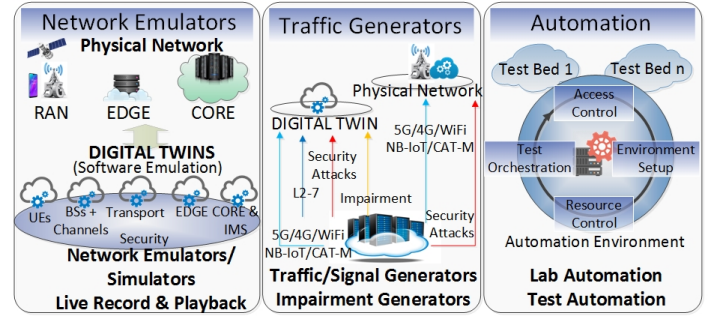 Network Emulators
Physical Network
RAN
EDGE
CORE
DIGITAL TWINS
(Software Emulation)
UEs
BSs +
Channels
Transport
EDGE
CORE &
IMS
Security
Network Emulators/
Simulators
Live Record & Playback
Traffic Generators
Physical Network
DIGITAL TWIN
5G/4G/WiFi
NB-IoT/CAT-M
Security
Attacks
L2-7
Impairment
5G/4G/WiFi
NB-IoT/CAT-M
Security
Attacks
Traffic/Signal Generators
Impairment Generators
Automation
Test Bed 1
Test Bed n
Access
Control
Test
Orchestration
Environment
Setup
Resource
Control
Automation Environment
Lab Automation
Test Automation